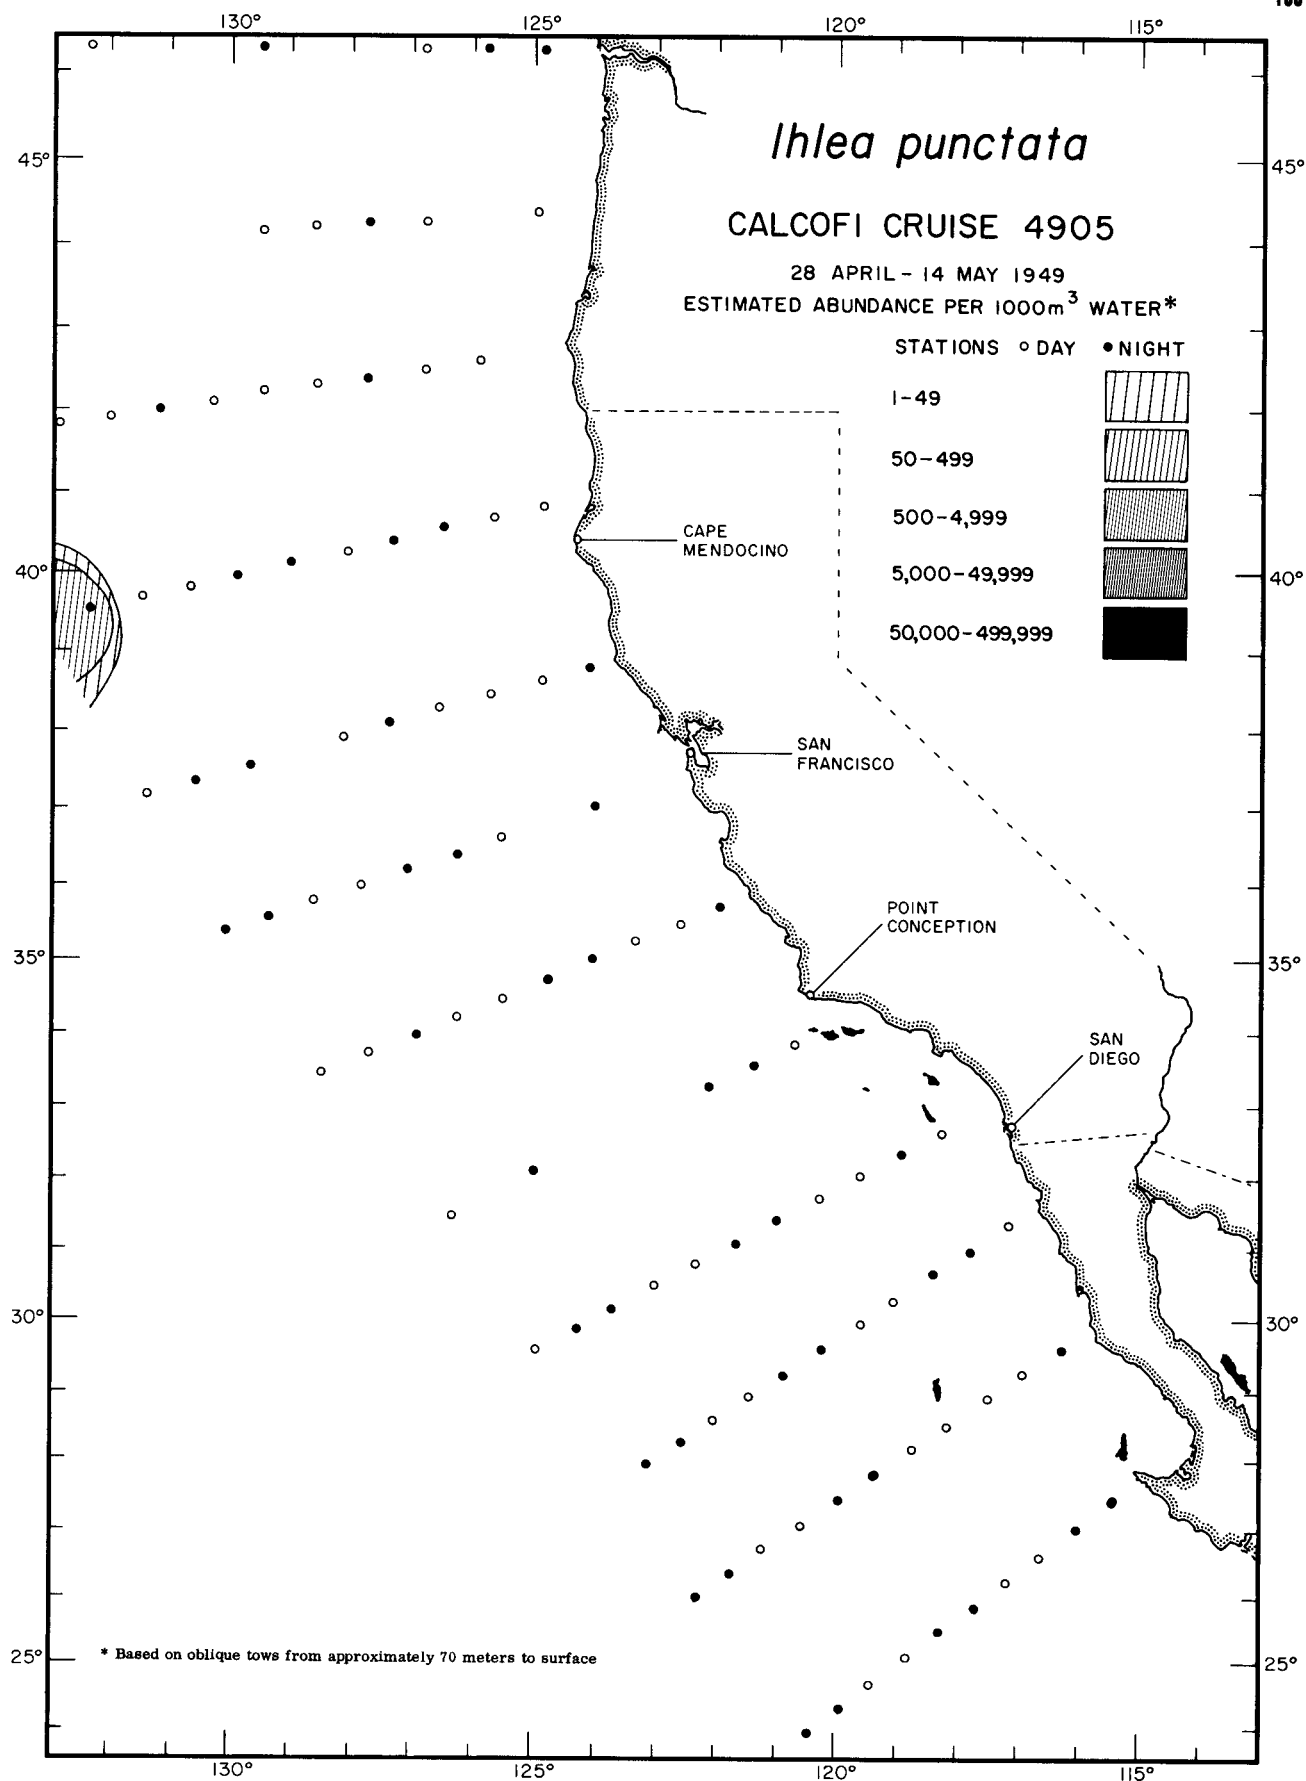 130°
125°
120°
115°
45°
45°
Ihlea punctata
CALCOFI CRUISE 4905
28 APRIL - 14 MAY 1949
ESTIMATED ABUNDANCE PER 1000m³ WATER*
STATIONS ○ DAY ● NIGHT
1-49
50-499
500-4,999
5,000-49,999
50,000-499,999
CAPE
MENDOCINO
40°
40°
SAN
FRANCISCO
POINT
CONCEPTION
35°
35°
SAN
DIEGO
30°
30°
25°
25°
* Based on oblique tows from approximately 70 meters to surface
130°
125°
120°
115°